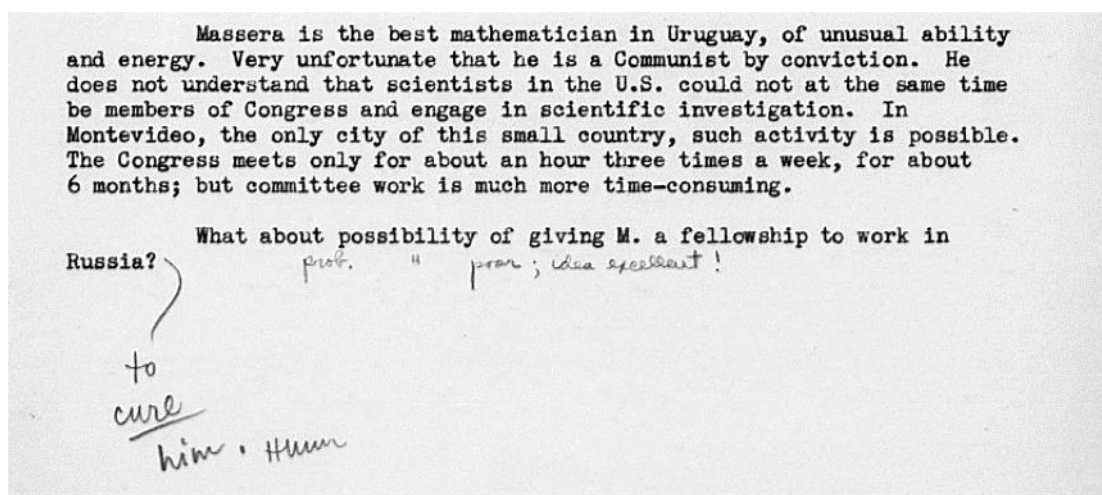 Massera is the best mathematician in Uruguay, of unusual ability
and energy. Very unfortunate that he is a Communist by conviction. He
does not understand that scientists in the U.S. could not at the same time
be members of Congress and engage in scientific investigation. In
Montevideo, the only city of this small country, such activity is possible.
The Congress meets only for about an hour three times a week, for about
6 months; but committee work is much more time-consuming.
What about possibility of giving M. a fellowship to work in
Russia?
prob. " poor; idea excellent!
to
cure
him. Hmm